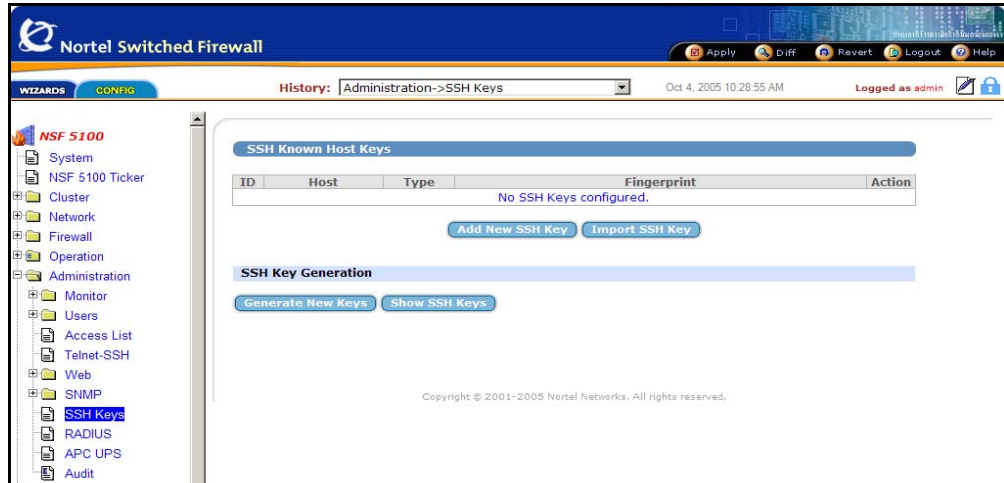 Nortel Switched Firewall
Apply Diff Revert Logout Help
WIZARDS CONFIG History: Administration->SSH Keys Oct 4, 2005 10:28:55 AM Logged as admin
NSF 5100
System
NSF 5100 Ticker
Cluster
Network
Firewall
Operation
Administration
Monitor
Users
Access List
Telnet-SSH
Web
SNMP
SSH Keys
RADIUS
APC UPS
Audit
SSH Known Host Keys
ID Host Type Fingerprint Action
No SSH Keys configured.
Add New SSH Key Import SSH Key
SSH Key Generation
Generate New Keys Show SSH Keys
Copyright © 2001-2005 Nortel Networks. All rights reserved.